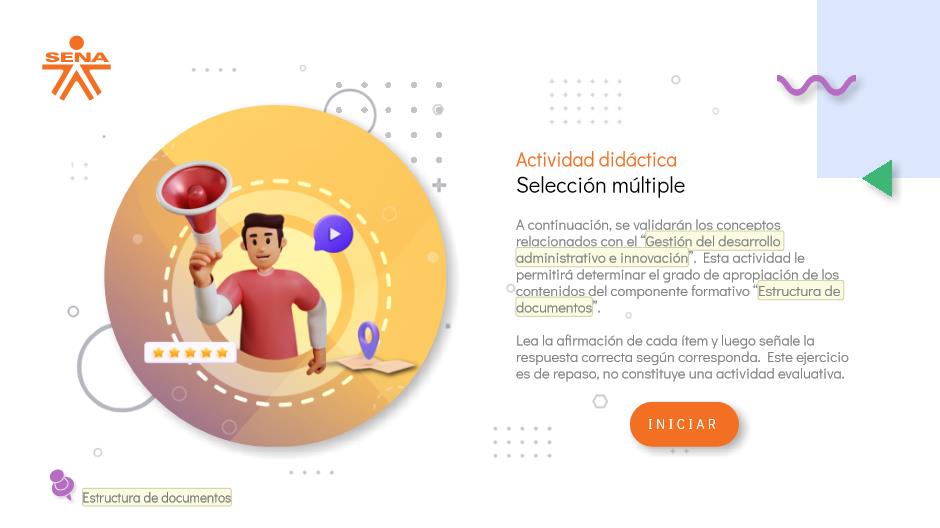 SENA
Actividad didáctica
Selección múltiple
A continuación, se validarán los conceptos
relacionados con el “Gestión del desarrollo
administrativo e innovación”. Esta actividad le
permitirá determinar el grado de apropiación de los
contenidos del componente formativo “Estructura de
documentos”.
Lea la afirmación de cada ítem y luego señale la
respuesta correcta según corresponda. Este ejercicio
es de repaso, no constituye una actividad evaluativa.
INICIAR
Estructura de documentos